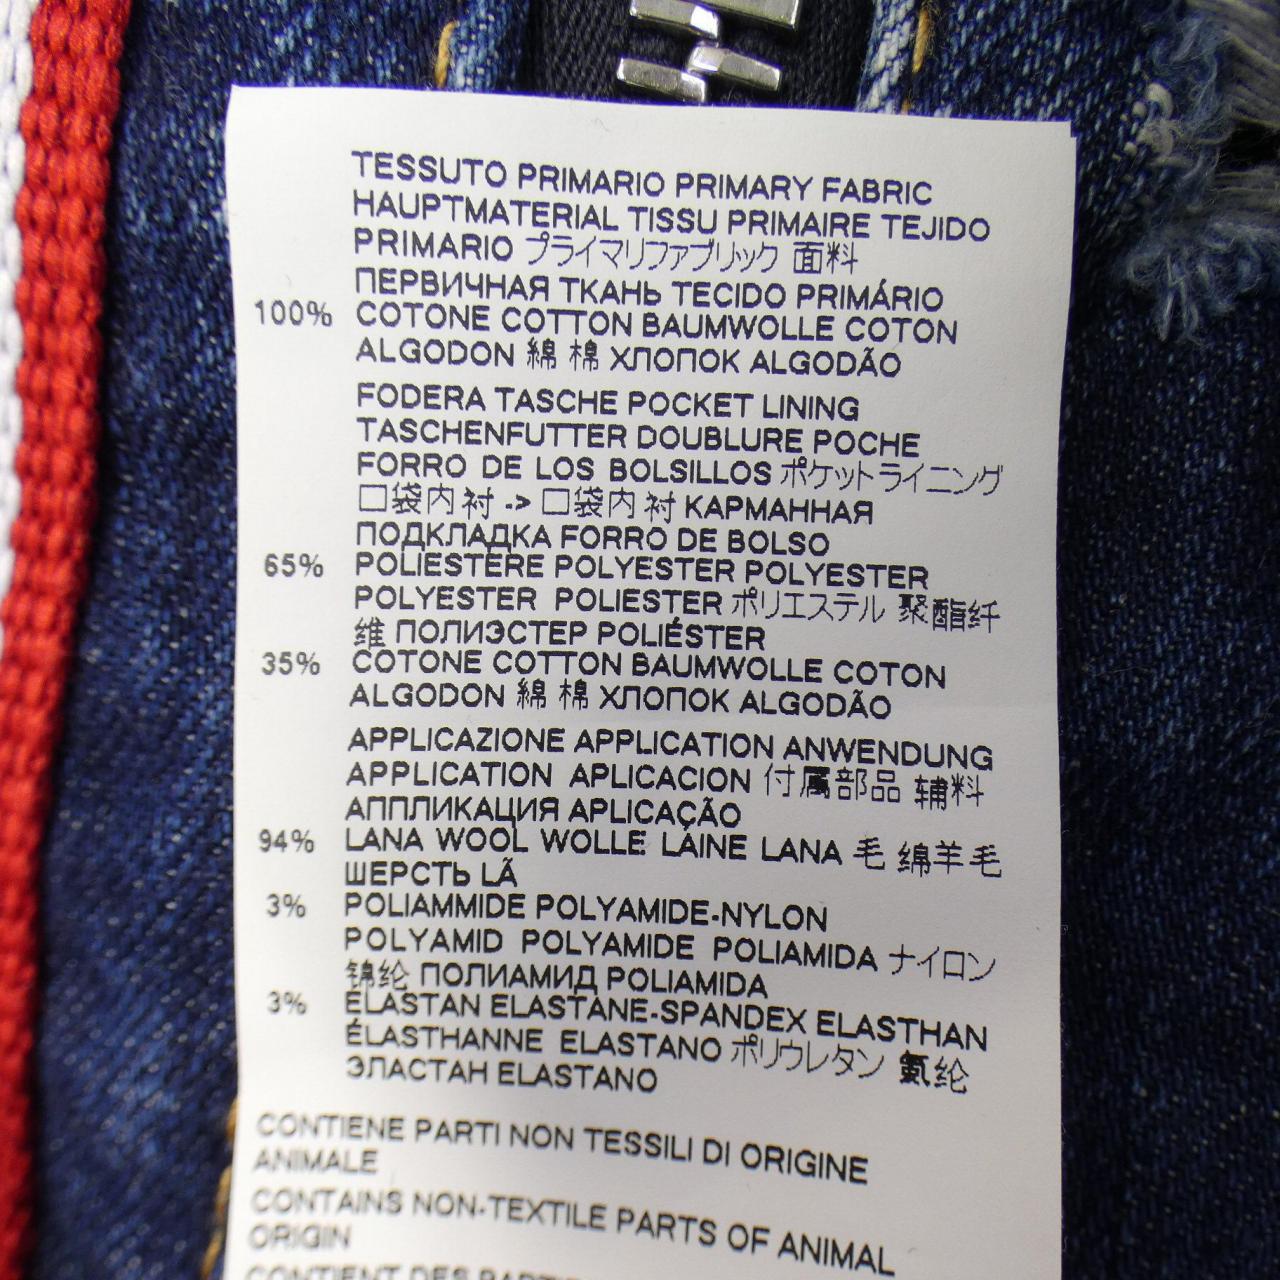 TESSUTO PRIMARIO PRIMARY FABRIC
HAUPTMATERIAL TISSU PRIMAIRE TEJIDO
PRIMARIO プライマリファブリック 面料
ПЕРВИЧНАЯ ТКАНЬ TECIDO PRIMÁRIO
100% COTONE COTTON BAUMWOLLE COTON
ALGODON 綿 棉 ХЛОПОК ALGODÃO
FODERA TASCHE POCKET LINING
TASCHENFUTTER DOUBLURE POCHE
FORRO DE LOS BOLSILLOS ポケットライニング
口袋内衬 -> 口袋内衬 КАРМАННАЯ
ПОДКЛАДКА FORRO DE BOLSO
65% POLIESTERE POLYESTER POLYESTER
POLYESTER POLIESTER ポリエステル 聚酯纤
维 ПОЛИЭСТЕР POLIÉSTER
35% COTONE COTTON BAUMWOLLE COTON
ALGODON 綿 棉 ХЛОПОК ALGODÃO
APPLICAZIONE APPLICATION ANWENDUNG
APPLICATION APLICACION 付属部品 辅料
АППЛИКАЦИЯ APLICAÇÃO
94% LANA WOOL WOLLE LAINE LANA 毛 绵羊毛
ШЕРСТЬ LÃ
3% POLIAMMIDE POLYAMIDE-NYLON
POLYAMID POLYAMIDE POLIAMIDA ナイロン
锦纶 ПОЛИАМИД POLIAMIDA
3% ELASTAN ELASTANE-SPANDEX ELASTHAN
ÉLASTHANNE ELASTANO ポリウレタン 氨纶
ЭЛАСТАН ELASTANO
CONTIENE PARTI NON TESSILI DI ORIGINE
ANIMALE
CONTAINS NON-TEXTILE PARTS OF ANIMAL
ORIGIN
CONTIENT DES